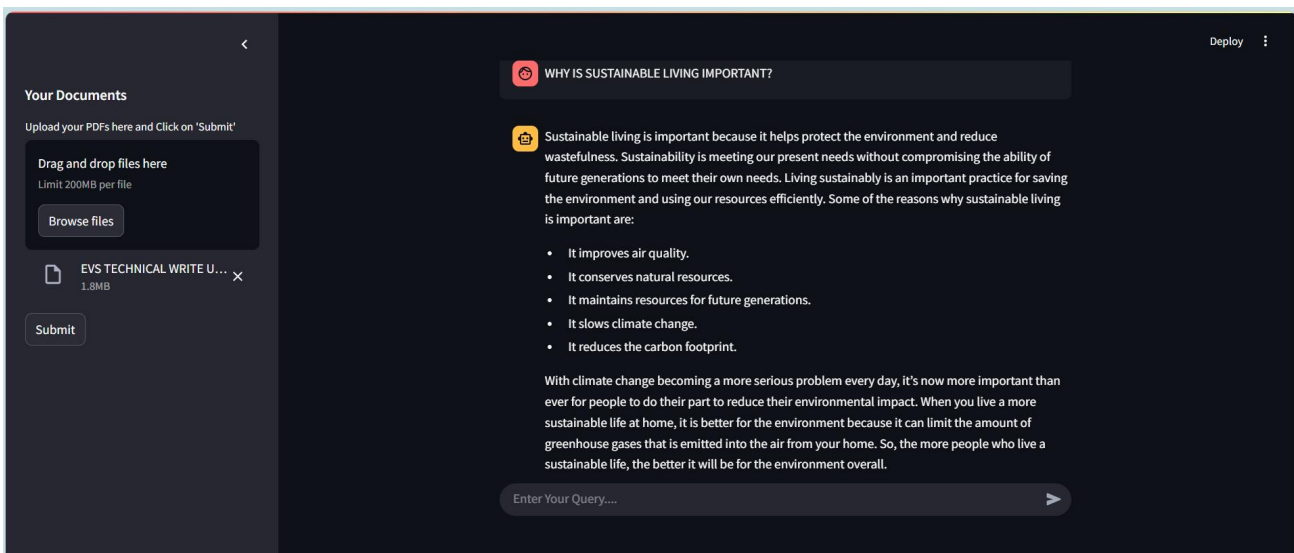 Deploy
Your Documents
Upload your PDFs here and Click on 'Submit'
Drag and drop files here
Limit 200MB per file
Browse files
EVS TECHNICAL WRITE U...
1.8MB
Submit
WHY IS SUSTAINABLE LIVING IMPORTANT?
Sustainable living is important because it helps protect the environment and reduce
wastefulness. Sustainability is meeting our present needs without compromising the ability of
future generations to meet their own needs. Living sustainably is an important practice for saving
the environment and using our resources efficiently. Some of the reasons why sustainable living
is important are:
• It improves air quality.
• It conserves natural resources.
• It maintains resources for future generations.
• It slows climate change.
• It reduces the carbon footprint.
With climate change becoming a more serious problem every day, it’s now more important than
ever for people to do their part to reduce their environmental impact. When you live a more
sustainable life at home, it is better for the environment because it can limit the amount of
greenhouse gases that is emitted into the air from your home. So, the more people who live a
sustainable life, the better it will be for the environment overall.
Enter Your Query....